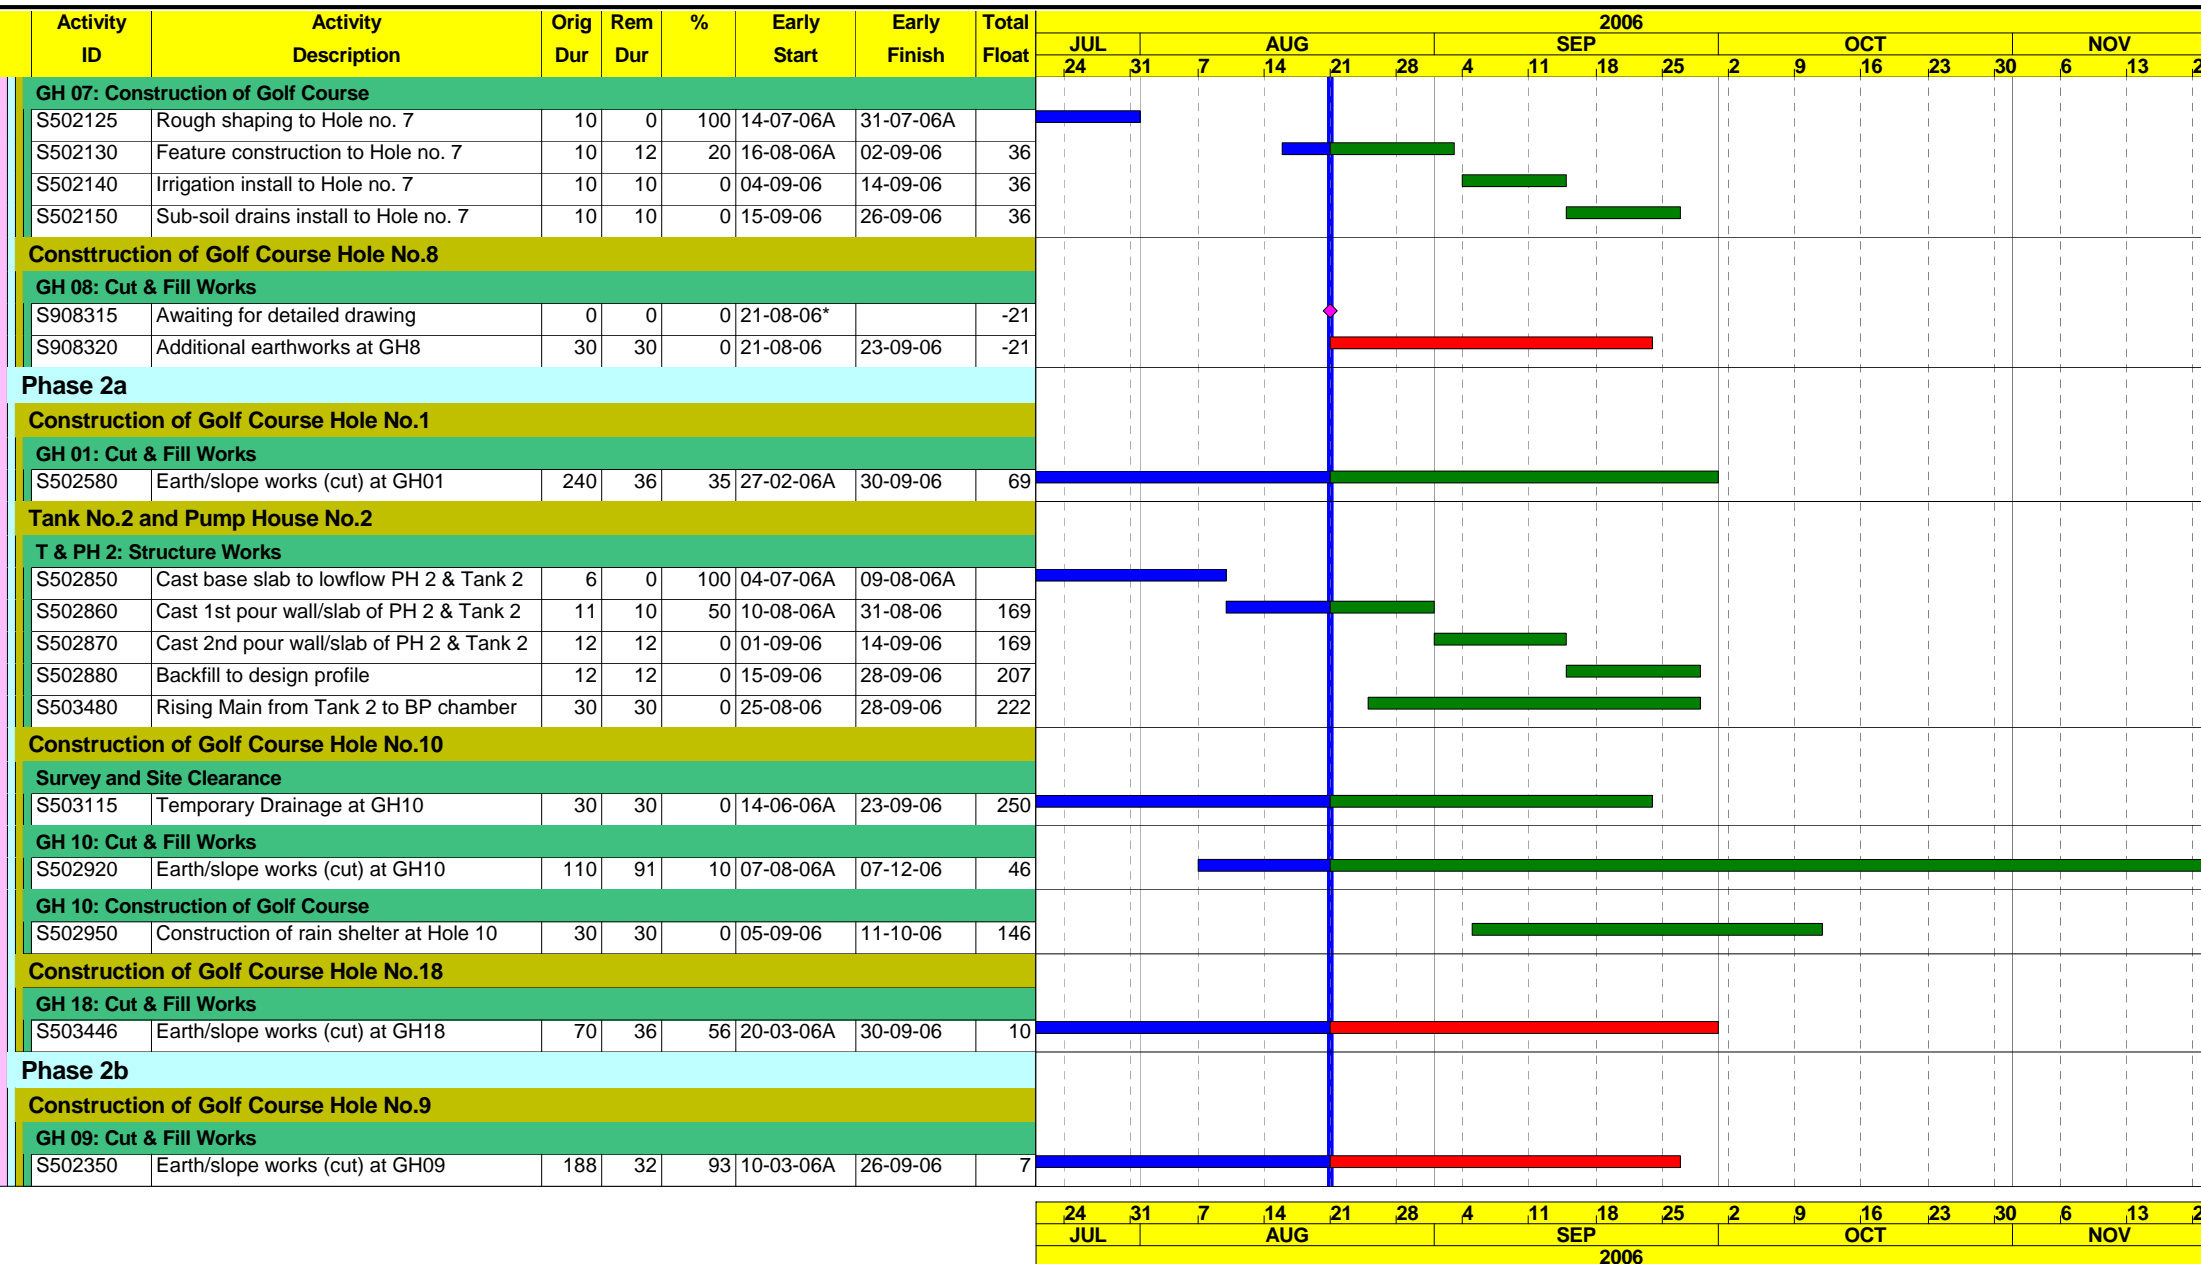 Activity Activity Orig Rem % Early Early Total 2006
ID Description Dur Dur Start Finish Float JUL AUG SEP OCT NOV
24 31 7 14 21 28 4 11 18 25 2 9 16 23 30 6 13 2
GH 07: Construction of Golf Course
S502125 Rough shaping to Hole no. 7 10 0 100 14-07-06A 31-07-06A
S502130 Feature construction to Hole no. 7 10 12 20 16-08-06A 02-09-06 36
S502140 Irrigation install to Hole no. 7 10 10 0 04-09-06 14-09-06 36
S502150 Sub-soil drains install to Hole no. 7 10 10 0 15-09-06 26-09-06 36
Consttruction of Golf Course Hole No.8
GH 08: Cut & Fill Works
S908315 Awaiting for detailed drawing 0 0 0 21-08-06* -21
S908320 Additional earthworks at GH8 30 30 0 21-08-06 23-09-06 -21
Phase 2a
Construction of Golf Course Hole No.1
GH 01: Cut & Fill Works
S502580 Earth/slope works (cut) at GH01 240 36 35 27-02-06A 30-09-06 69
Tank No.2 and Pump House No.2
T & PH 2: Structure Works
S502850 Cast base slab to lowflow PH 2 & Tank 2 6 0 100 04-07-06A 09-08-06A
S502860 Cast 1st pour wall/slab of PH 2 & Tank 2 11 10 50 10-08-06A 31-08-06 169
S502870 Cast 2nd pour wall/slab of PH 2 & Tank 2 12 12 0 01-09-06 14-09-06 169
S502880 Backfill to design profile 12 12 0 15-09-06 28-09-06 207
S503480 Rising Main from Tank 2 to BP chamber 30 30 0 25-08-06 28-09-06 222
Construction of Golf Course Hole No.10
Survey and Site Clearance
S503115 Temporary Drainage at GH10 30 30 0 14-06-06A 23-09-06 250
GH 10: Cut & Fill Works
S502920 Earth/slope works (cut) at GH10 110 91 10 07-08-06A 07-12-06 46
GH 10: Construction of Golf Course
S502950 Construction of rain shelter at Hole 10 30 30 0 05-09-06 11-10-06 146
Construction of Golf Course Hole No.18
GH 18: Cut & Fill Works
S503446 Earth/slope works (cut) at GH18 70 36 56 20-03-06A 30-09-06 10
Phase 2b
Construction of Golf Course Hole No.9
GH 09: Cut & Fill Works
S502350 Earth/slope works (cut) at GH09 188 32 93 10-03-06A 26-09-06 7
24 31 7 14 21 28 4 11 18 25 2 9 16 23 30 6 13 2
JUL AUG SEP OCT NOV
2006